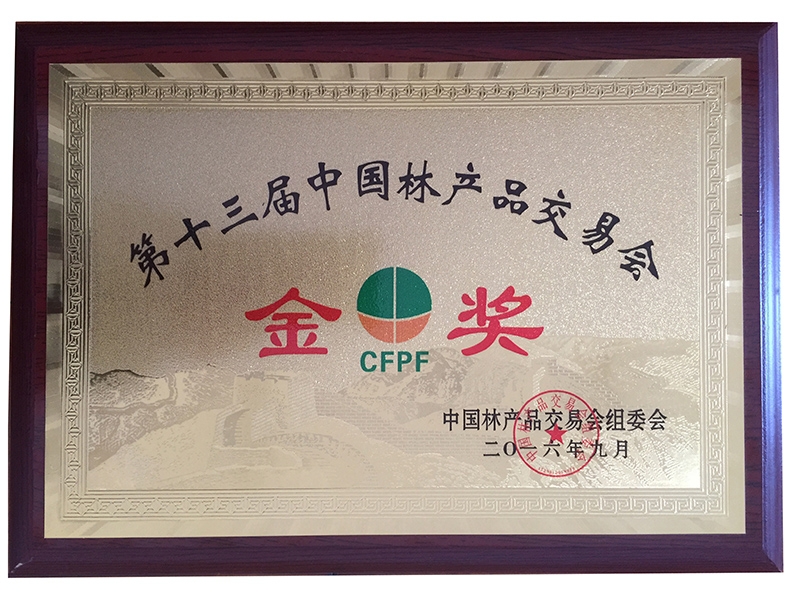 第十三届中国林产品交易会
金奖
CFPF
中国林产品交易会组委会
二〇一六年九月